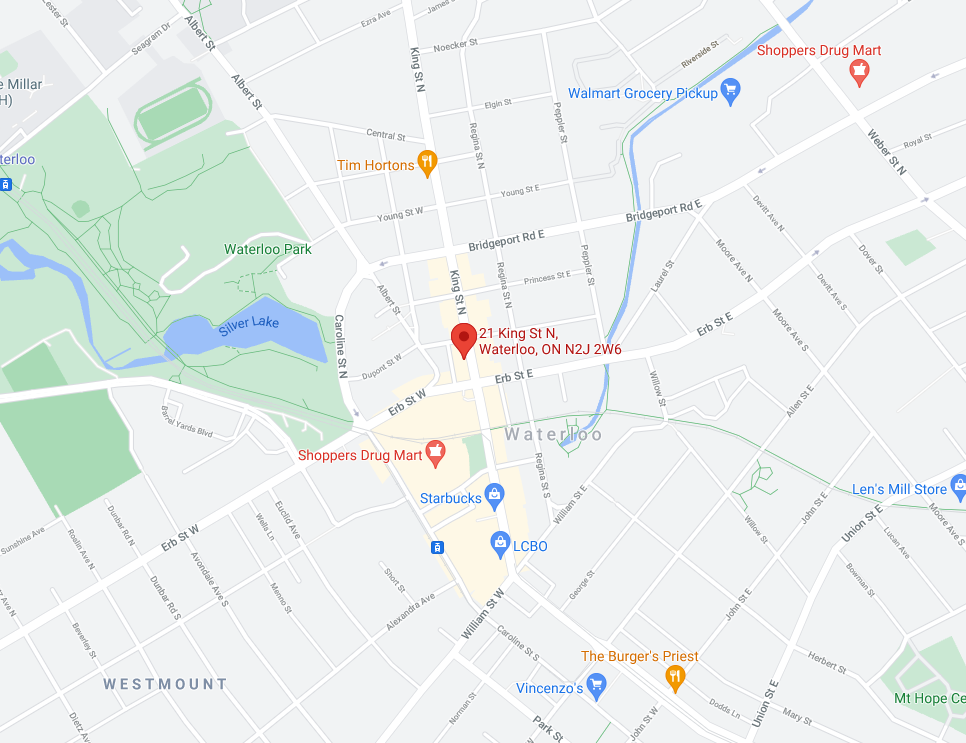 Lester St
Albert St
Ezra Ave
James St
Seagram Dr
Noecker St
King St N
Riverside St
Shoppers Drug Mart
Millar
H)
Albert St
Walmart Grocery Pickup
Elgin St
Peppler St
Regina St N
Central St
Weber St N
Royal St
terloo
Tim Hortons
Young St E
Young St W
Bridgeport Rd E
Devitt Ave N
Waterloo Park
Bridgeport Rd E
Moore Ave N
Dover St
Peppler St
Laurel St
Princess St E
King St N
Regina St N
Devitt Ave S
Albert St
Silver Lake
Caroline St N
21 King St N,
Waterloo, ON N2J 2W6
Erb St E
Moore Ave S
Dupont St W
Erb St E
Willow St
Erb St W
Allen St E
Barrel Yards Blvd
Waterloo
Shoppers Drug Mart
Regina St S
Starbucks
William St E
Len's Mill Store
John St E
Union St E
Moore Ave S
Willow St
Euclid Ave
Wella Ln
Dunbar Rd N
Roslin Ave N
Sunshine Ave
Erb St W
LCBO
Lucan Ave
Avondale Ave S
Dunbar Rd S
Menno St
Short St
George St
Bowman St
Alexandra Ave
William St W
John St E
Beverley St
Caroline St S
Herbert St
The Burger's Priest
WESTMOUNT
Vincenzo's
Union St E
Mt Hope Ce
Norman St
Park St
John St W
Dodds Ln
Mary St
Dietz Ave